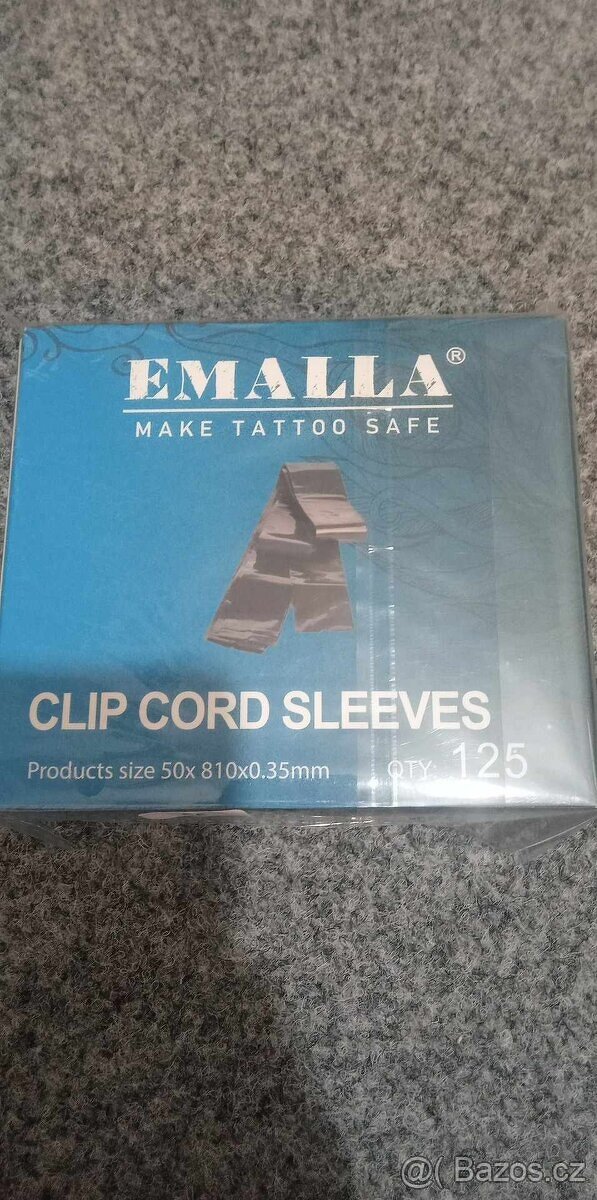 EMALLA®
MAKE TATTOO SAFE
CLIP CORD SLEEVES
Products size 50x 810x0.35mm
QTY: 125
@( Bazos.cz